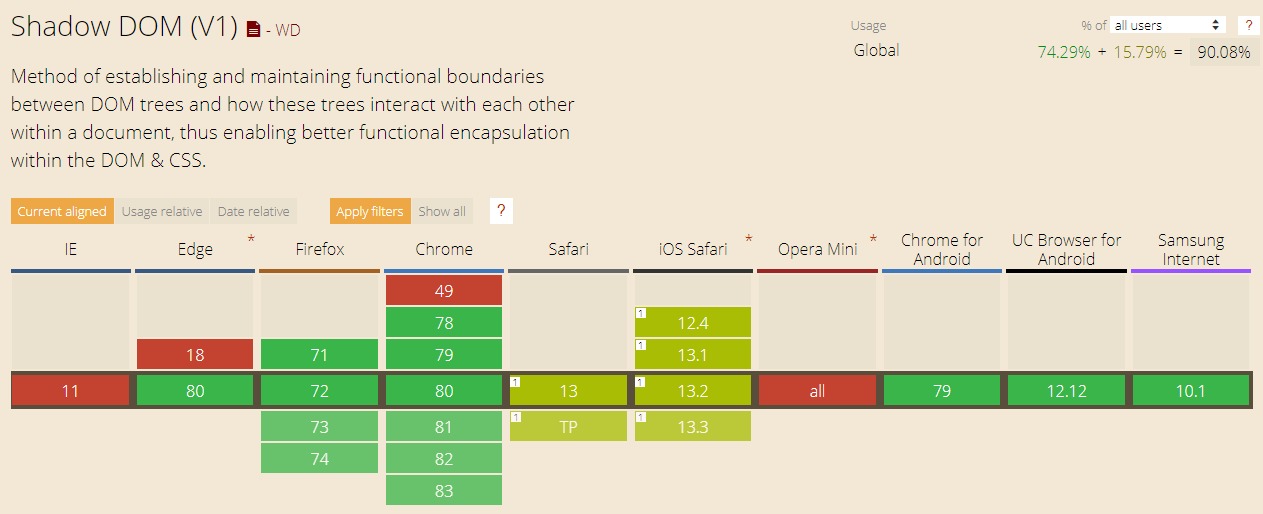 Shadow DOM (V1) - WD
Usage % of all users ?
Global 74.29% + 15.79% = 90.08%
Method of establishing and maintaining functional boundaries
between DOM trees and how these trees interact with each other
within a document, thus enabling better functional encapsulation
within the DOM & CSS.
Current aligned Usage relative Date relative Apply filters Show all ?
IE Edge * Firefox Chrome Safari iOS Safari * Opera Mini * Chrome for Android UC Browser for Android Samsung Internet
49
78 1 12.4
18 71 79 1 13.1
11 80 72 80 1 13 1 13.2 all 79 12.12 10.1
73 81 1 TP 1 13.3
74 82
83